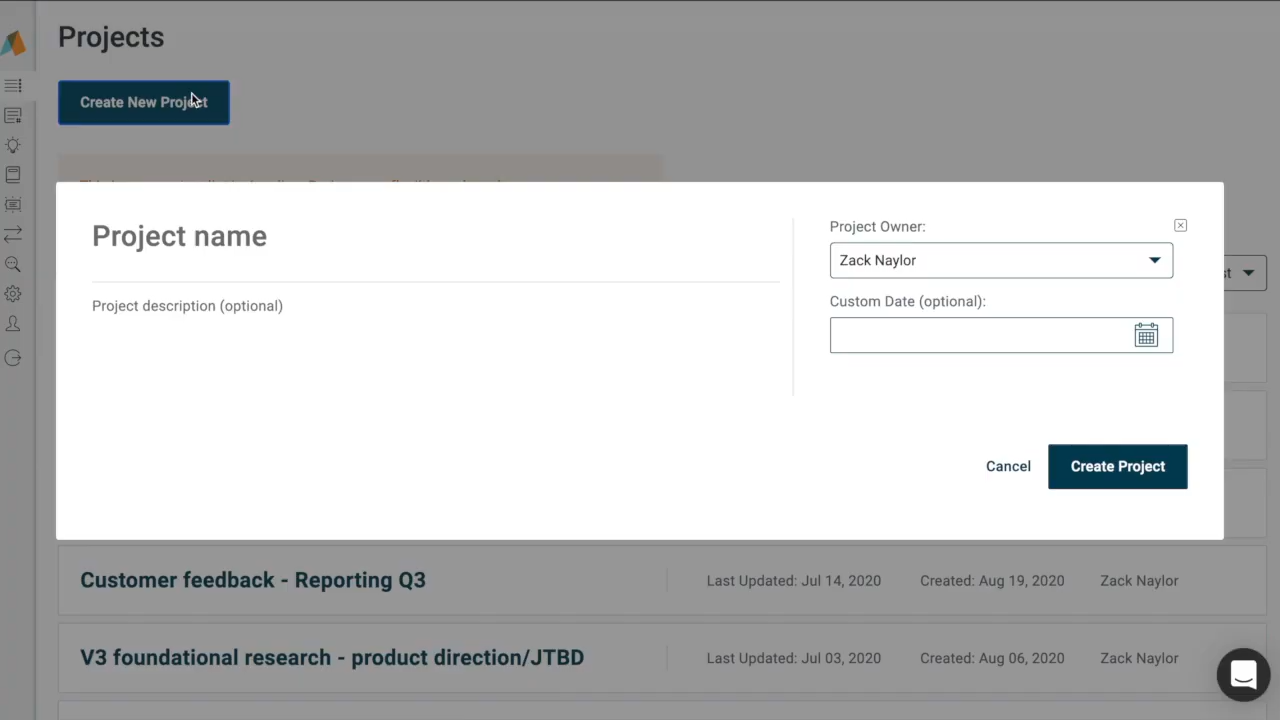 Projects
Create New Project
Project name
Project description (optional)
Project Owner:
Zack Naylor
Custom Date (optional):
Cancel
Create Project
Customer feedback - Reporting Q3
Last Updated: Jul 14, 2020
Created: Aug 19, 2020
Zack Naylor
V3 foundational research - product direction/JTBD
Last Updated: Jul 03, 2020
Created: Aug 06, 2020
Zack Naylor